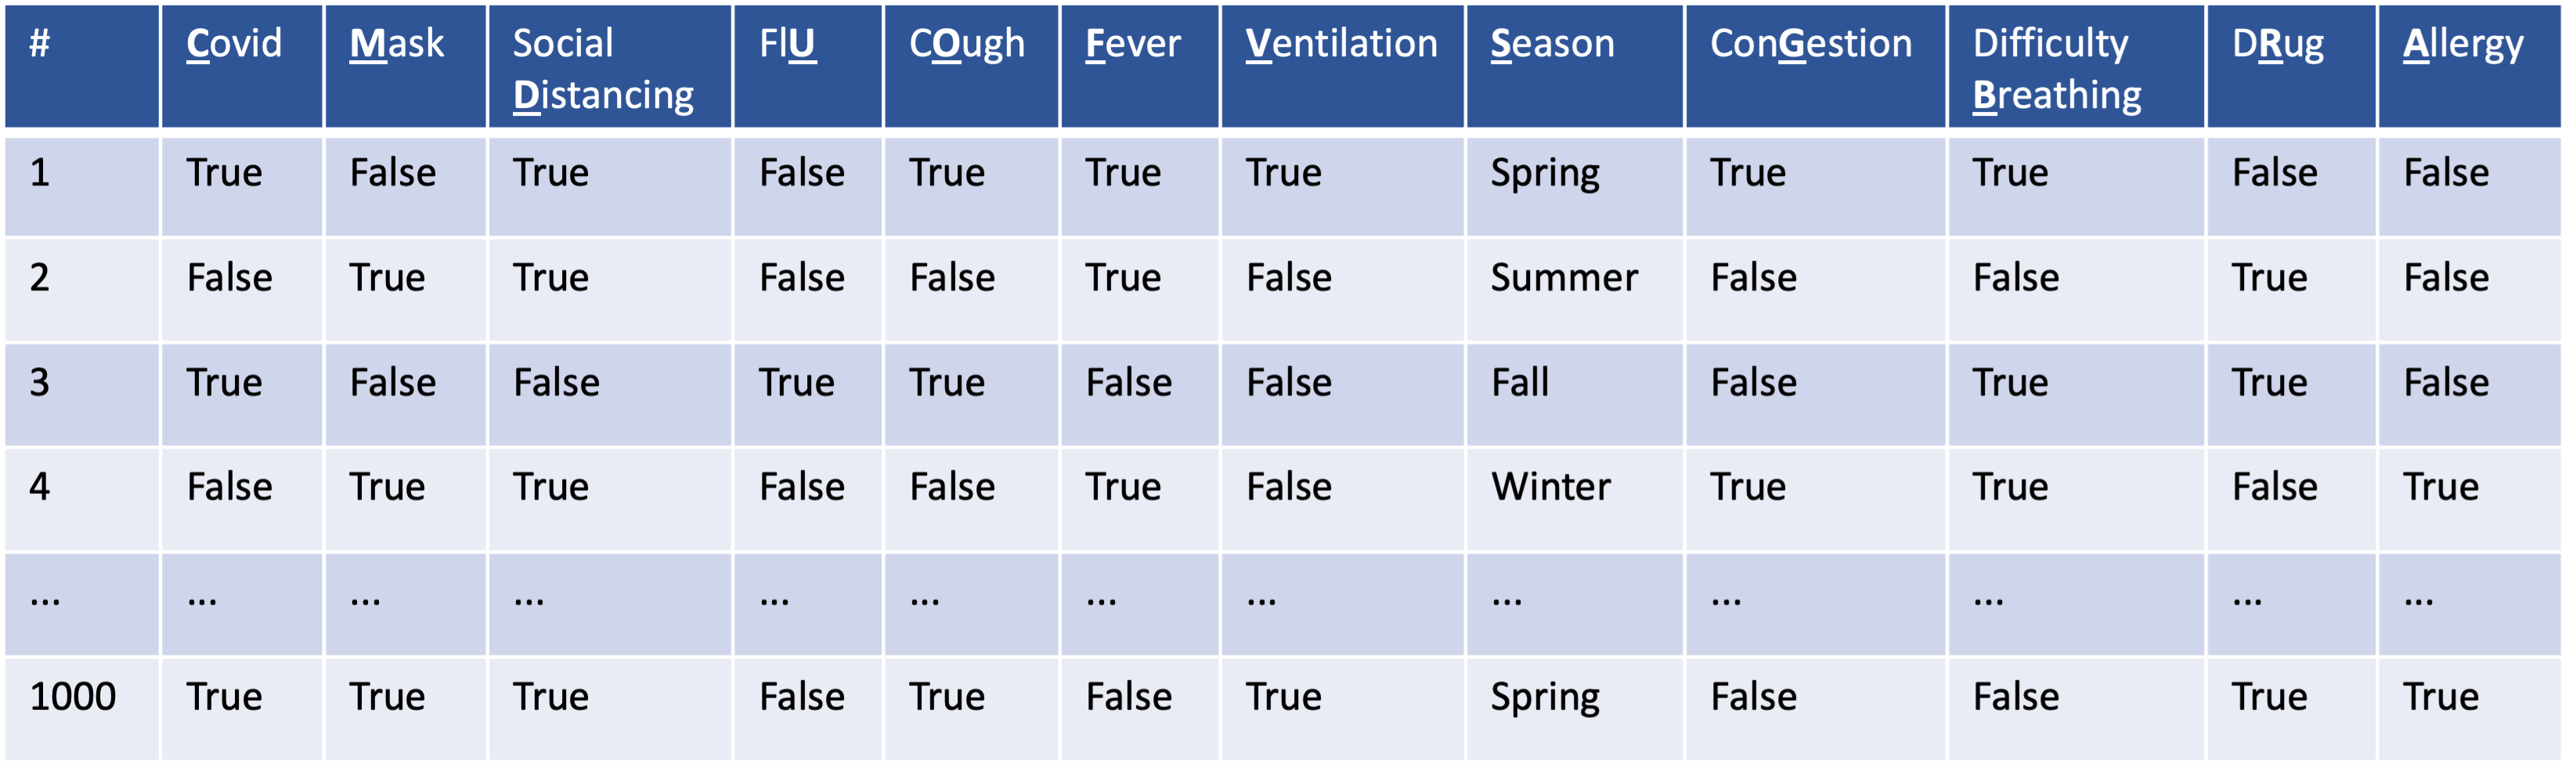 # Covid Mask Social Distancing FlU COugh Fever Ventilation Season ConGestion Difficulty Breathing DRug Allergy
1 True False True False True True True Spring True True False False
2 False True True False False True False Summer False False True False
3 True False False True True False False Fall False True True False
4 False True True False False True False Winter True True False True
... ... ... ... ... ... ... ... ... ... ... ... ...
1000 True True True False True False True Spring False False True True